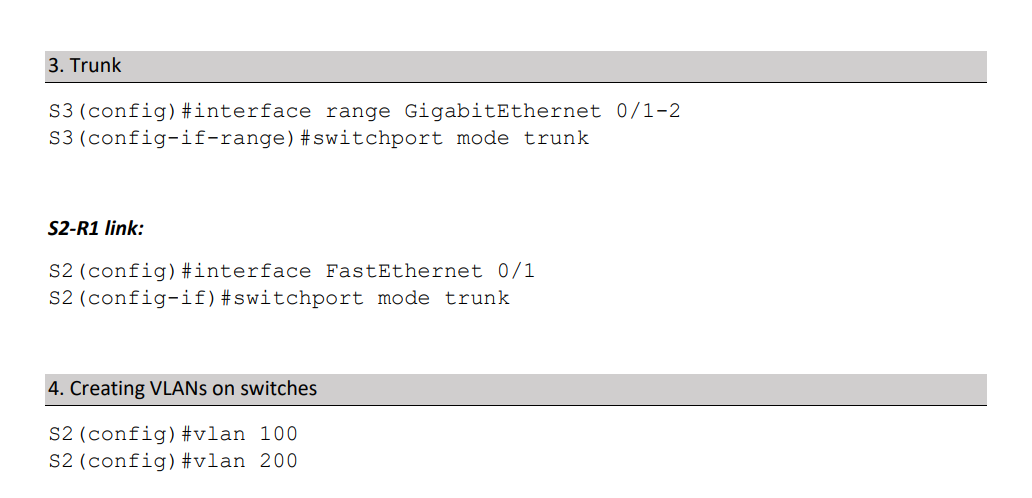 3. Trunk
S3(config)#interface range GigabitEthernet 0/1-2
S3(config-if-range)#switchport mode trunk
S2-R1 link:
S2(config)#interface FastEthernet 0/1
S2(config-if)#switchport mode trunk
4. Creating VLANs on switches
S2(config)#vlan 100
S2(config)#vlan 200